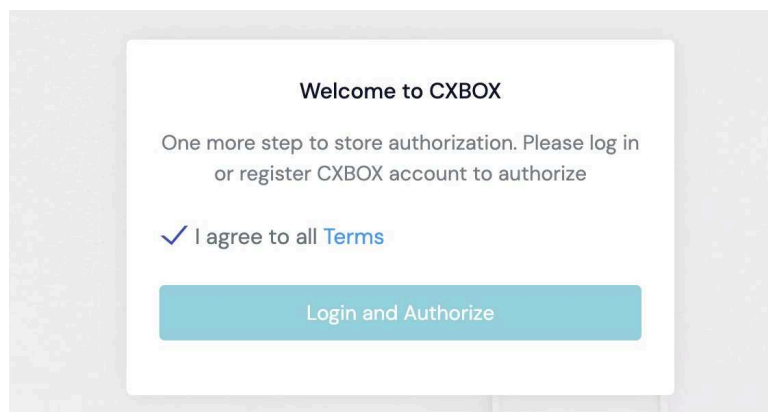 Welcome to CXBOX
One more step to store authorization. Please log in
or register CXBOX account to authorize
I agree to all Terms
Login and Authorize